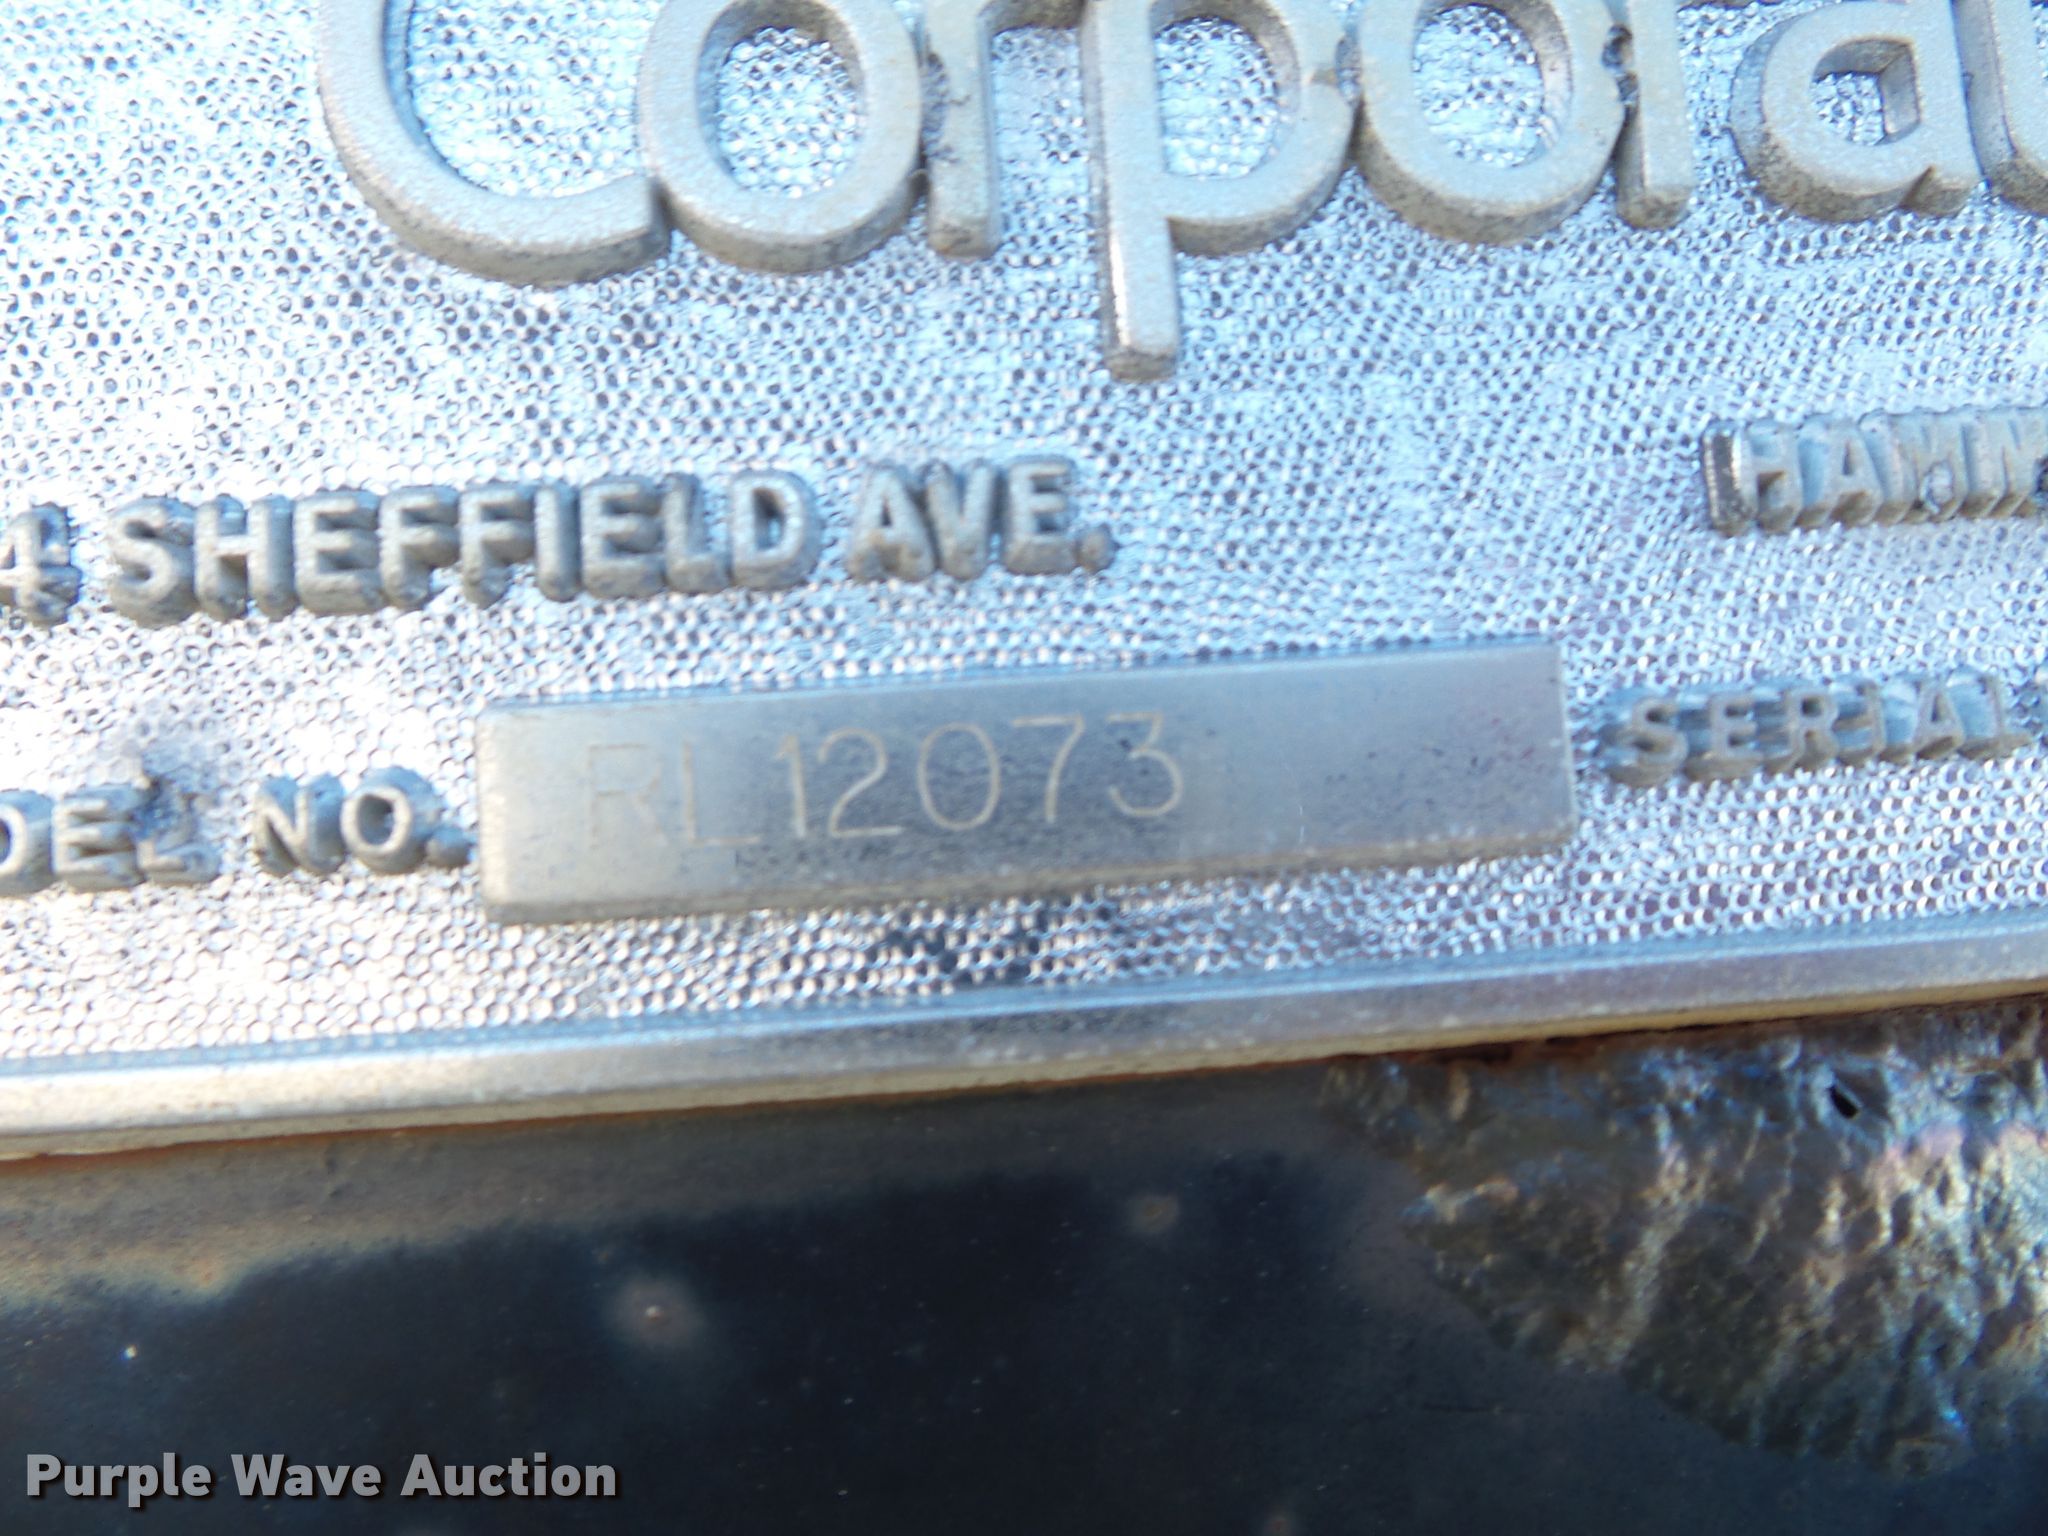 Corporat
4 SHEFFIELD AVE. HAMM
DEL NO. RL12073 SERIAL
Purple Wave Auction